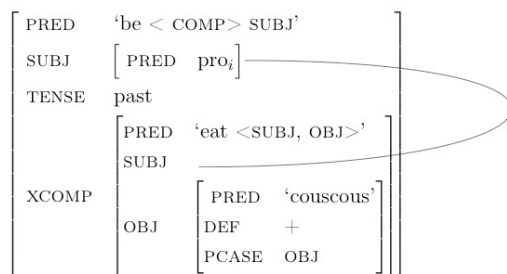 PRED ‘be < COMP> SUBJ’
SUBJ [ PRED pro_i ]
TENSE past
PRED ‘eat <SUBJ, OBJ>’
SUBJ
XCOMP
PRED ‘couscous’
OBJ DEF +
PCASE OBJ